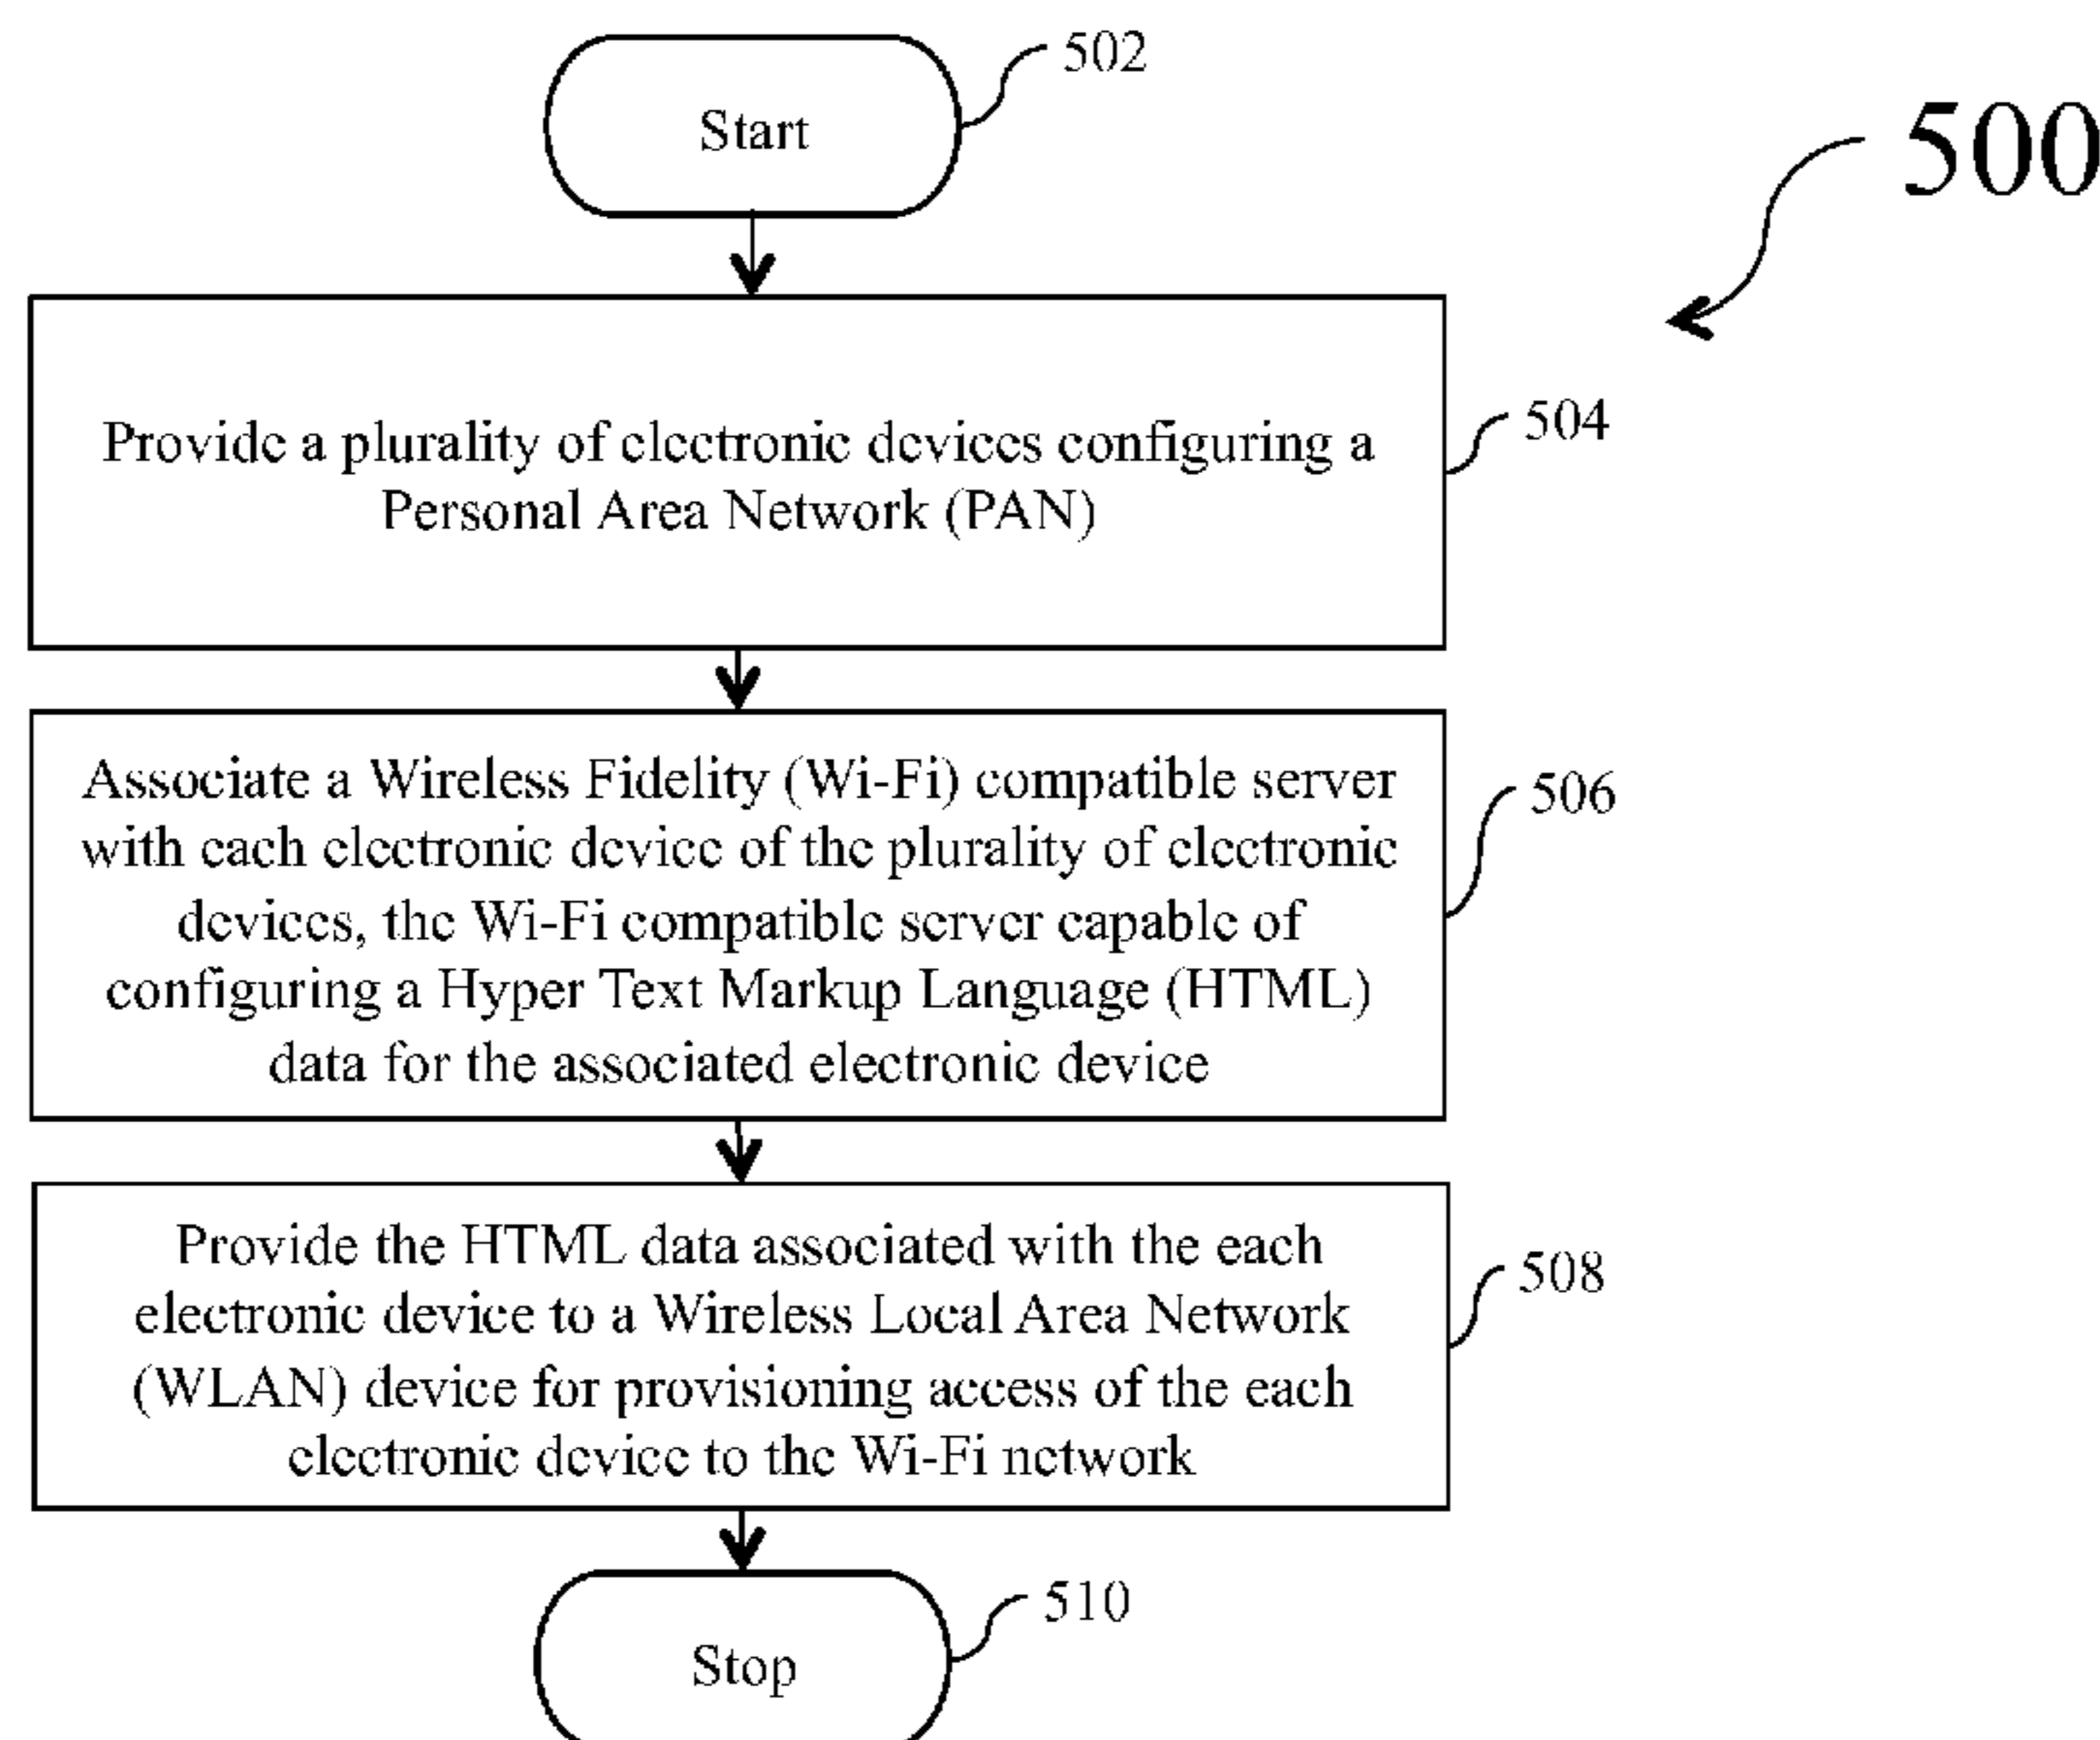 Start
502
500
Provide a plurality of electronic devices configuring a
Personal Area Network (PAN)
504
Associate a Wireless Fidelity (Wi-Fi) compatible server
with each electronic device of the plurality of electronic
devices, the Wi-Fi compatible server capable of
configuring a Hyper Text Markup Language (HTML)
data for the associated electronic device
506
Provide the HTML data associated with the each
electronic device to a Wireless Local Area Network
(WLAN) device for provisioning access of the each
electronic device to the Wi-Fi network
508
Stop
510